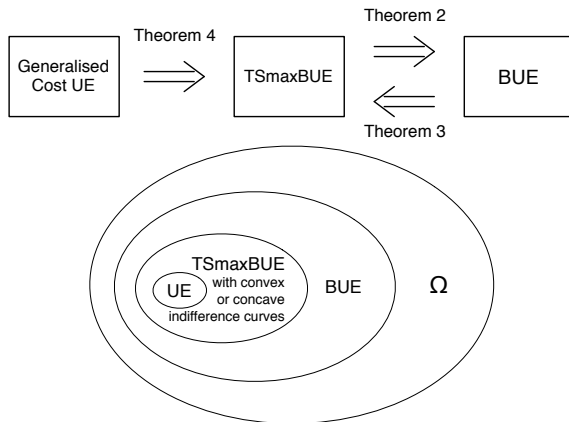 Theorem 4
Theorem 2
Generalised
Cost UE
TSmaxBUE
BUE
Theorem 3
TSmaxBUE
with convex
or concave
indifference curves
UE
BUE
Ω